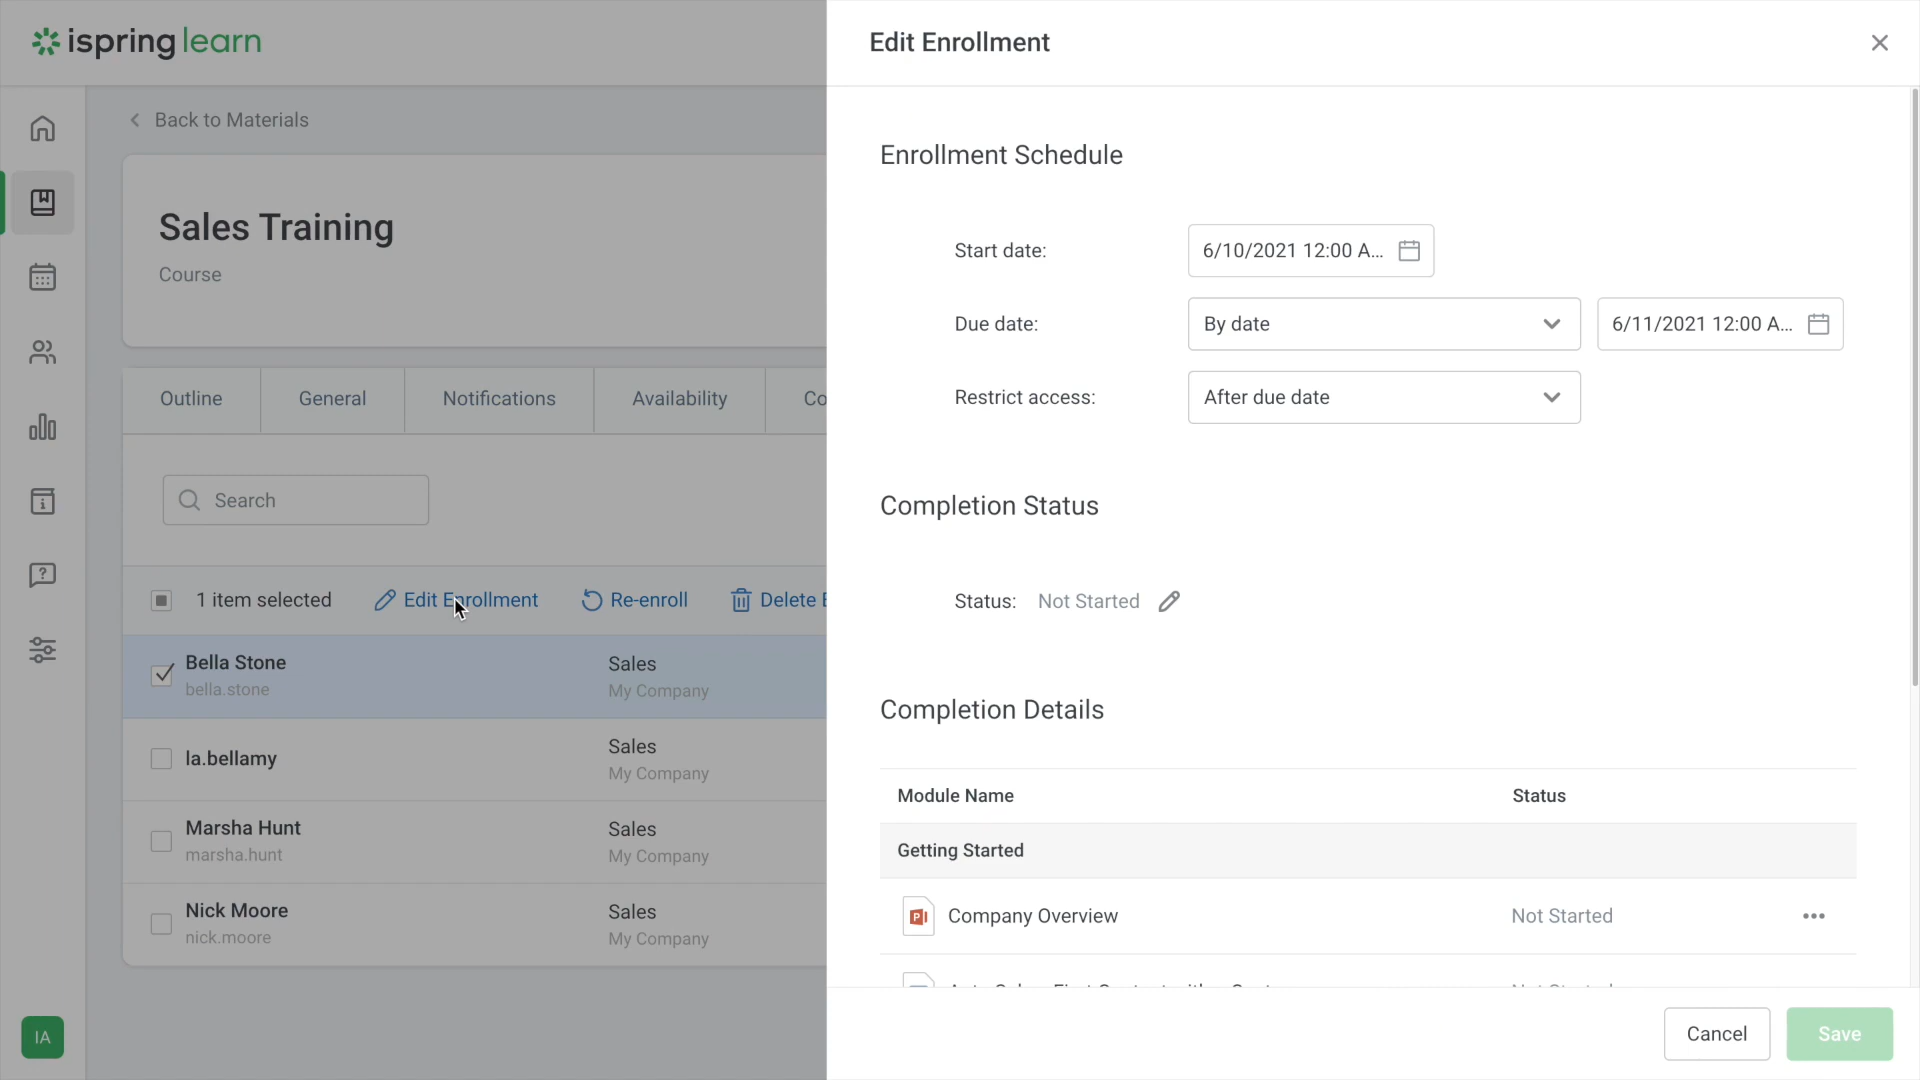 ispring learn
Edit Enrollment
Back to Materials
Sales Training
Course
Outline
General
Notifications
Availability
Co
Search
1 item selected
Edit Enrollment
Re-enroll
Delete E
Bella Stone
bella.stone
Sales
My Company
la.bellamy
Sales
My Company
Marsha Hunt
marsha.hunt
Sales
My Company
Nick Moore
nick.moore
Sales
My Company
IA
Enrollment Schedule
Start date:
6/10/2021 12:00 A...
Due date:
By date
6/11/2021 12:00 A...
Restrict access:
After due date
Completion Status
Status: Not Started
Completion Details
Module Name
Status
Getting Started
Company Overview
Not Started
Cancel
Save